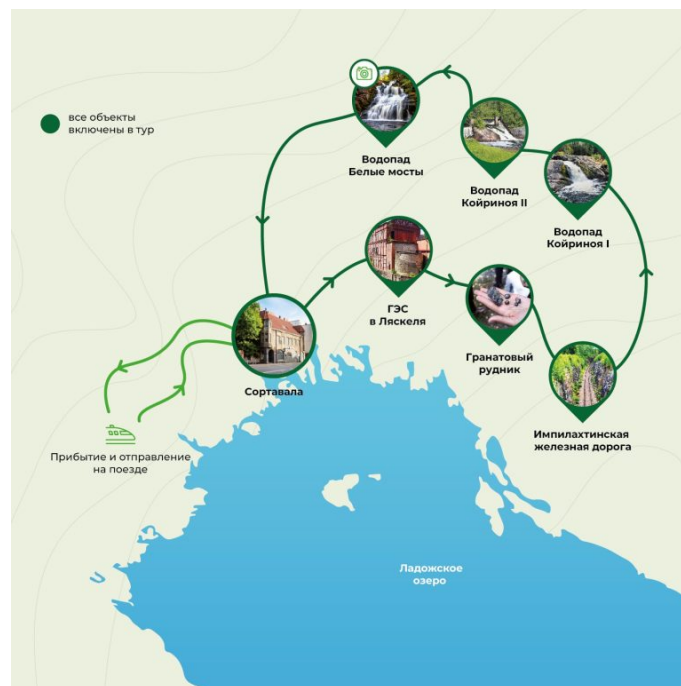 все объекты
включены в тур
Водопад
Белые мосты
Водопад
Койриноя II
Водопад
Койриноя I
ГЭС
в Ляскеля
Гранатовый
рудник
Сортавала
Импилахтинская
железная дорога
Прибытие и отправление
на поезде
Ладожское
озеро